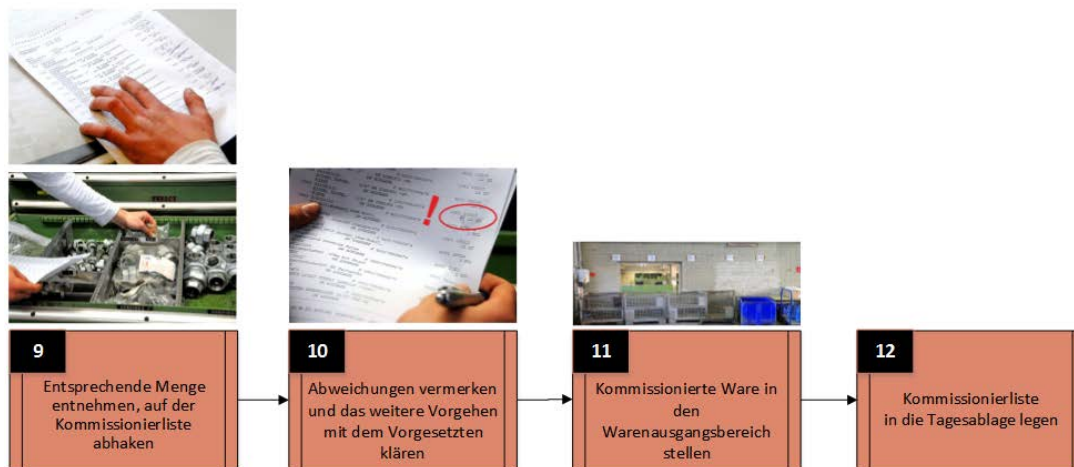 9
Entsprechende Menge
entnehmen, auf der
Kommissionierliste
abhaken
10
Abweichungen vermerken
und das weitere Vorgehen
mit dem Vorgesetzten
klären
11
Kommissionierte Ware in
den
Warenausgangsbereich
stellen
12
Kommissionierliste
in die Tagesablage legen